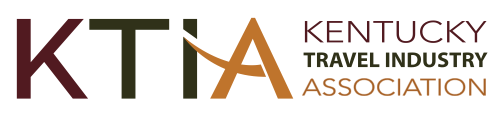 KTIA
KENTUCKY
TRAVEL INDUSTRY
ASSOCIATION